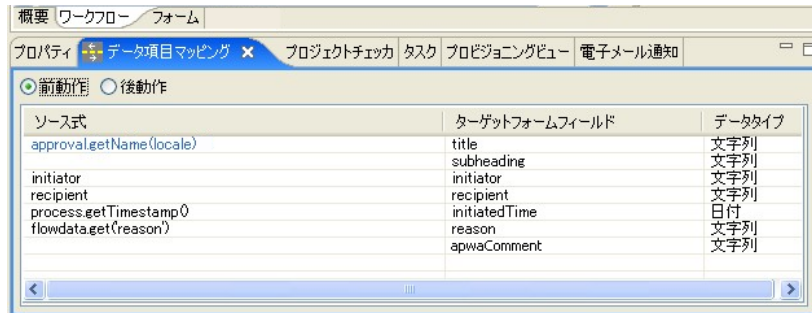 概要 ワークフロー フォーム
プロパティ データ項目マッピング プロジェクトチェッカ タスク プロビジョニングビュー 電子メール通知
前動作 後動作
ソース式 ターゲットフォームフィールド データタイプ
approval.getName(locale) title 文字列
subheading 文字列
initiator initiator 文字列
recipient recipient 文字列
process.getTimestamp() initiatedTime 日付
flowdata.get('reason') reason 文字列
apwaComment 文字列